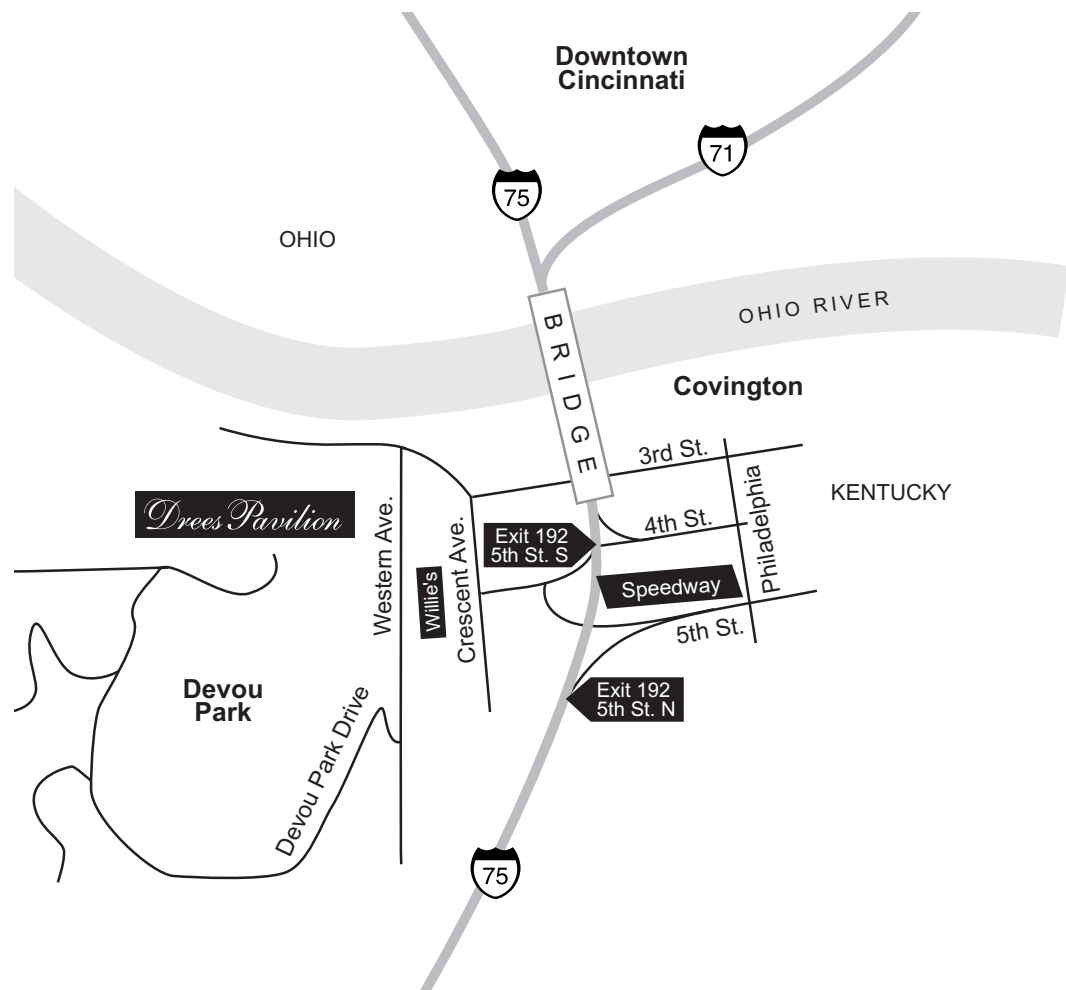 Downtown
Cincinnati
71
75
OHIO
OHIO RIVER
BRIDGE
Covington
3rd St.
KENTUCKY
Drees Pavilion
Western Ave.
Willie's
Crescent Ave.
Exit 192
5th St. S
4th St.
Philadelphia
Speedway
5th St.
Devou
Park
Devou Park Drive
Exit 192
5th St. N
75